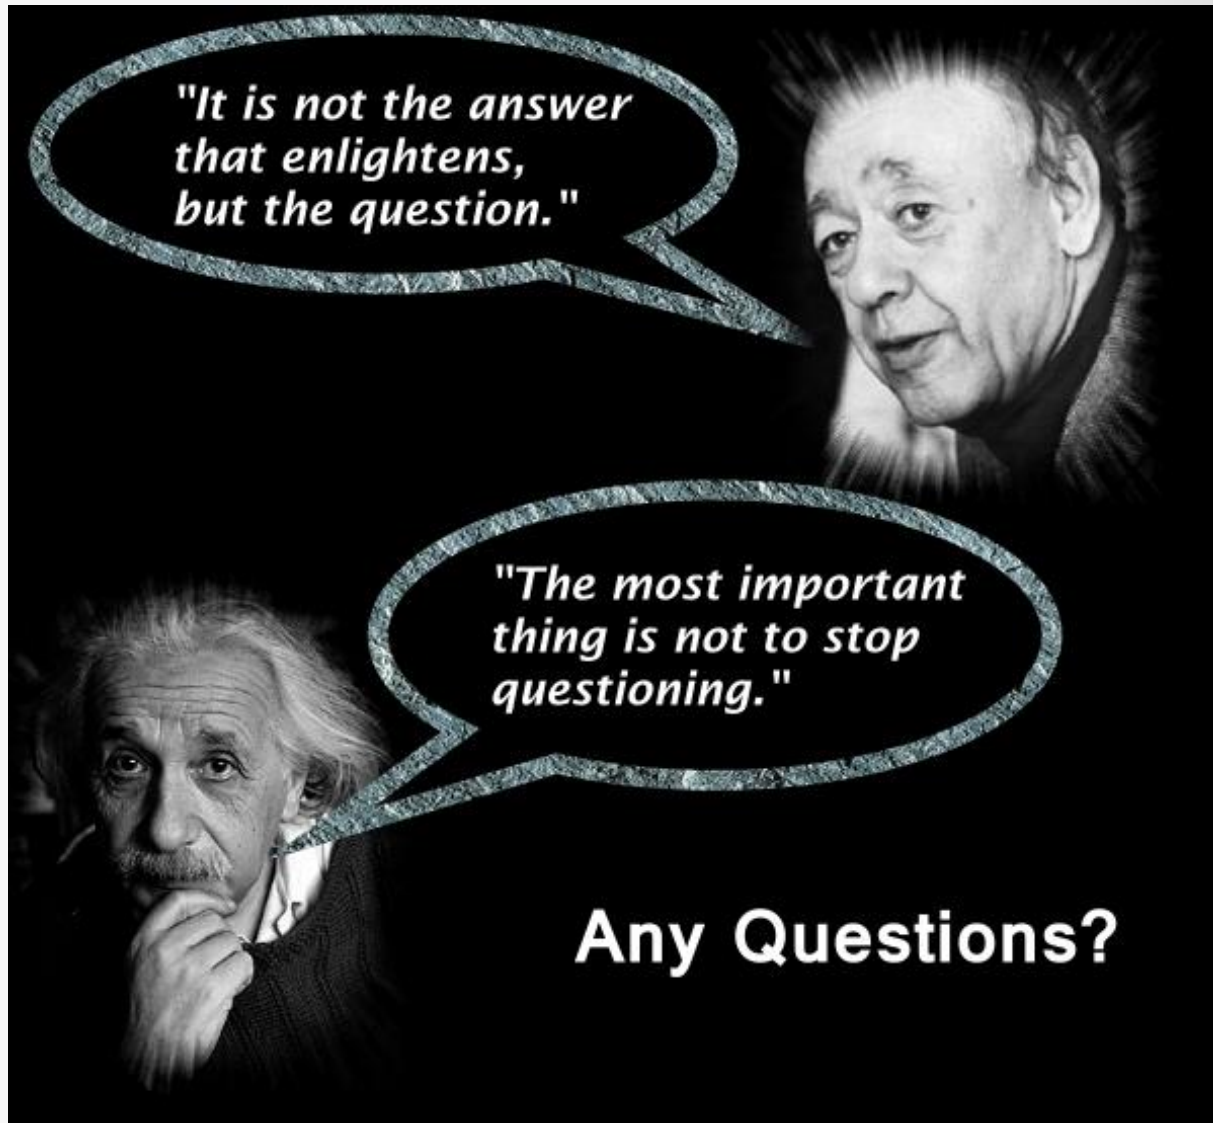 "It is not the answer
that enlightens,
but the question."
"The most important
thing is not to stop
questioning."
Any Questions?